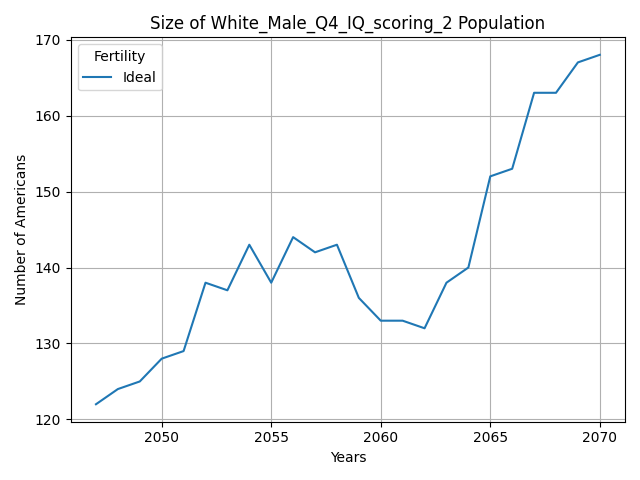 Size of White_Male_Q4_IQ_scoring_2 Population
Fertility
Ideal
170
160
150
140
130
120
Number of Americans
2050 2055 2060 2065 2070
Years